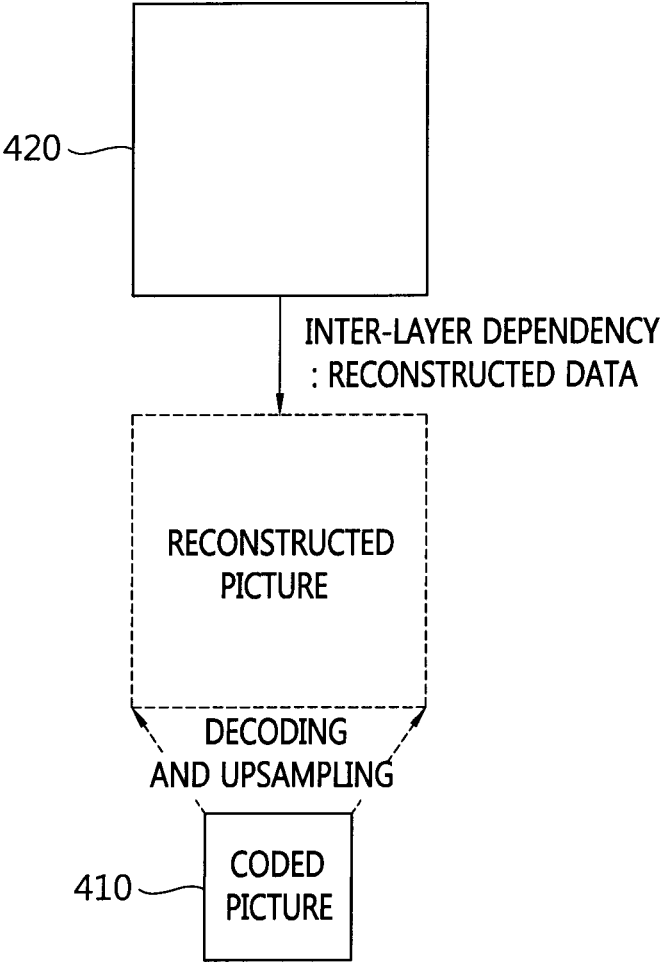 420
INTER-LAYER DEPENDENCY
: RECONSTRUCTED DATA
RECONSTRUCTED
PICTURE
DECODING
AND UPSAMPLING
410
CODED
PICTURE